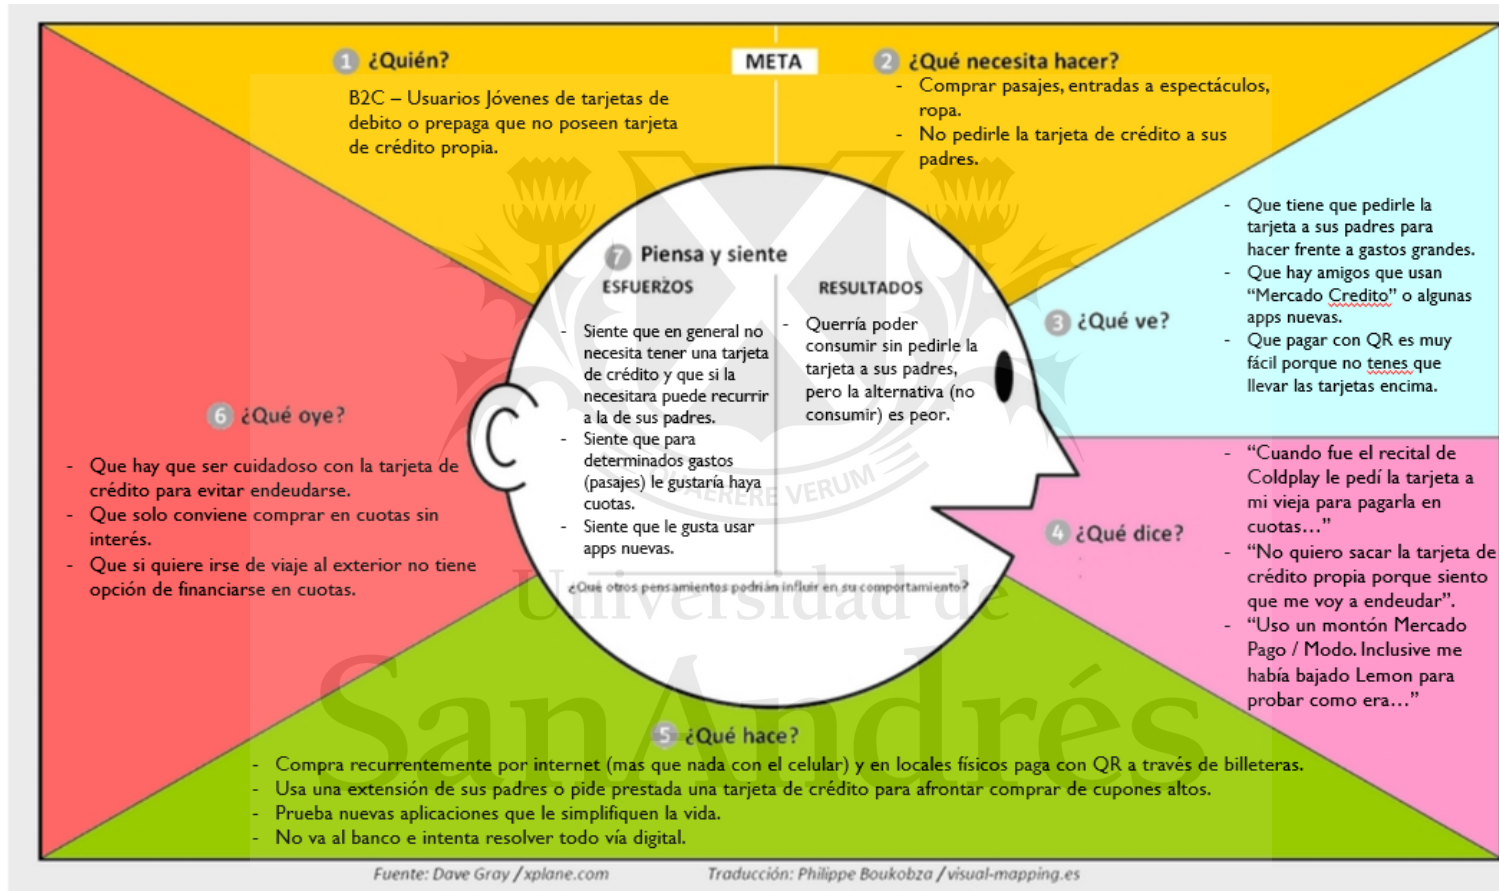 1 ¿Quién?
B2C – Usuarios Jóvenes de tarjetas de
debito o prepaga que no poseen tarjeta
de crédito propia.
META
2 ¿Qué necesita hacer?
- Comprar pasajes, entradas a espectáculos,
ropa.
- No pedirle la tarjeta de crédito a sus
padres.
- Que tiene que pedirle la
tarjeta a sus padres para
hacer frente a gastos grandes.
- Que hay amigos que usan
“Mercado Credito” o algunas
apps nuevas.
- Que pagar con QR es muy
fácil porque no tenes que
llevar las tarjetas encima.
3 ¿Qué ve?
4 ¿Qué dice?
- “Cuando fue el recital de
Coldplay le pedí la tarjeta a
mi vieja para pagarla en
cuotas…”
- “No quiero sacar la tarjeta de
crédito propia porque siento
que me voy a endeudar”.
- “Uso un montón Mercado
Pago / Modo. Inclusive me
había bajado Lemon para
probar como era…”
5 ¿Qué hace?
- Compra recurrentemente por internet (mas que nada con el celular) y en locales físicos paga con QR a través de billeteras.
- Usa una extensión de sus padres o pide prestada una tarjeta de crédito para afrontar comprar de cupones altos.
- Prueba nuevas aplicaciones que le simplifiquen la vida.
- No va al banco e intenta resolver todo vía digital.
6 ¿Qué oye?
- Que hay que ser cuidadoso con la tarjeta de
crédito para evitar endeudarse.
- Que solo conviene comprar en cuotas sin
interés.
- Que si quiere irse de viaje al exterior no tiene
opción de financiarse en cuotas.
7 Piensa y siente
ESFUERZOS
- Siente que en general no
necesita tener una tarjeta
de crédito y que si la
necesitara puede recurrir
a la de sus padres.
- Siente que para
determinados gastos
(pasajes) le gustaría haya
cuotas.
- Siente que le gusta usar
apps nuevas.
RESULTADOS
- Querría poder
consumir sin pedirle la
tarjeta a sus padres,
pero la alternativa (no
consumir) es peor.
¿Qué otros pensamientos podrían influir en su comportamiento?
QUAERERE VERUM
Universidad de
SanAndrés
Fuente: Dave Gray / xplane.com
Traducción: Philippe Boukobza / visual-mapping.es